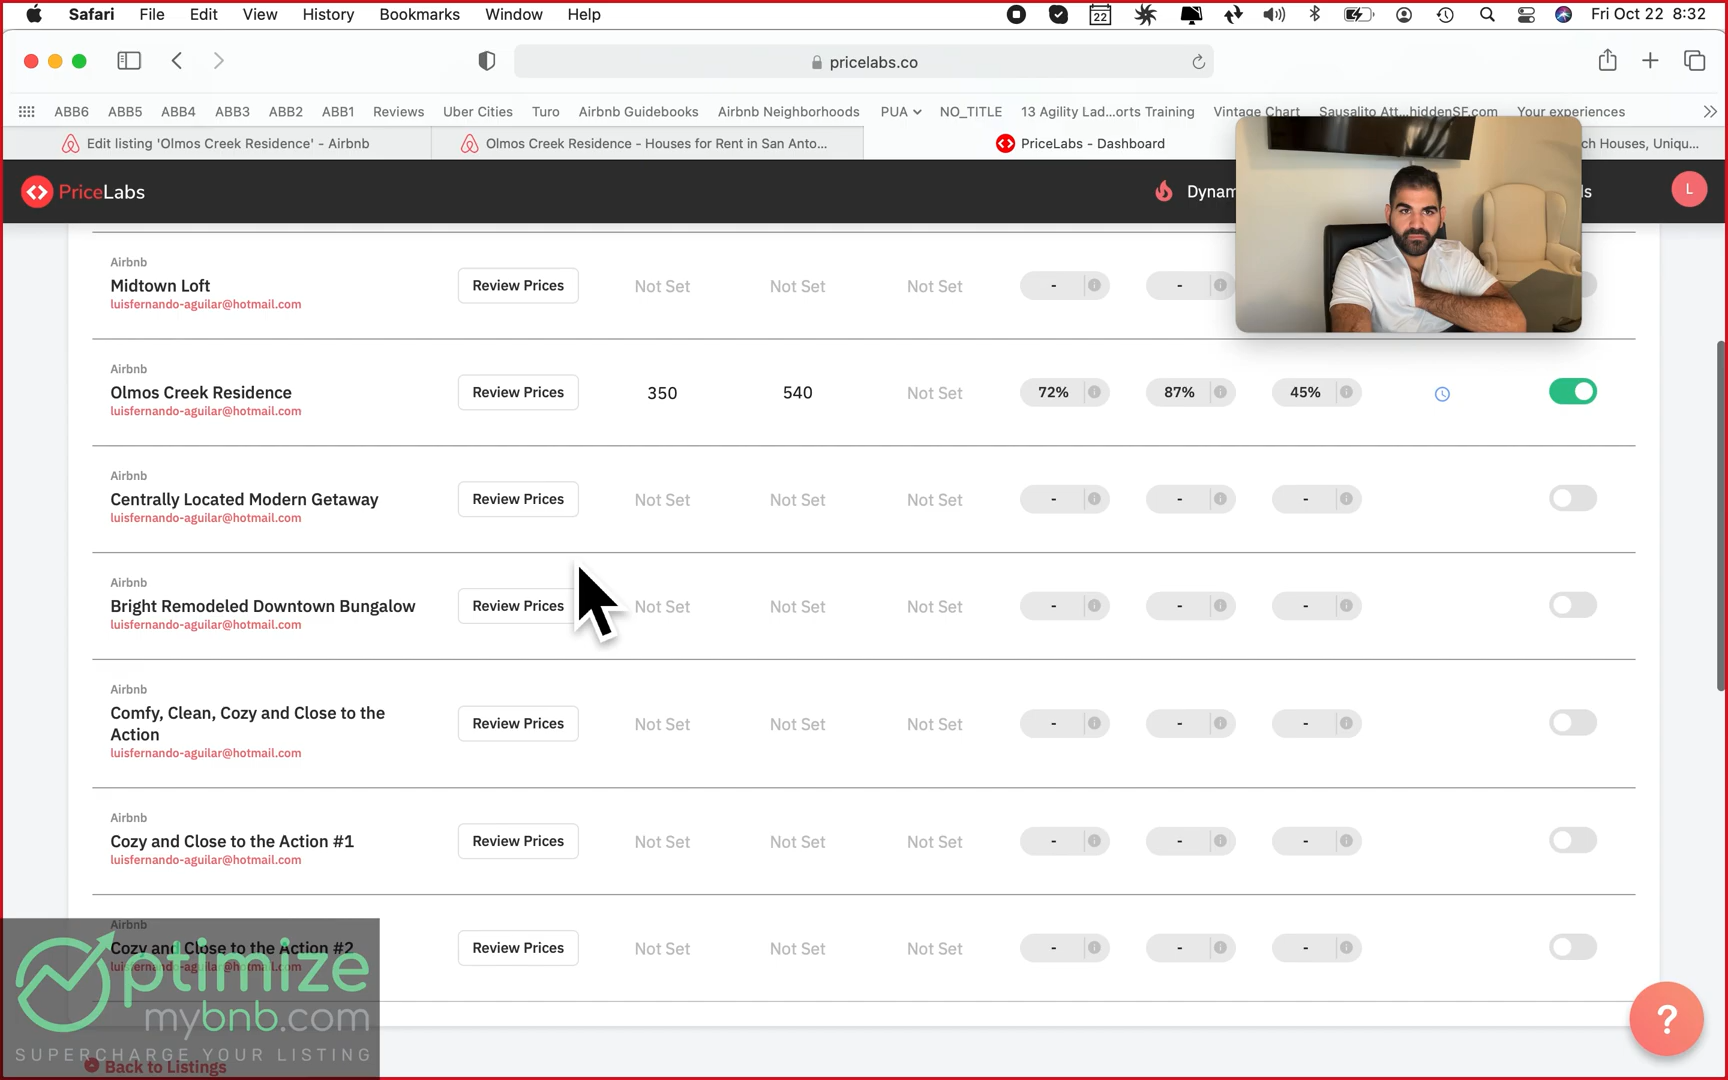 Safari File Edit View History Bookmarks Window Help 22 Fri Oct 22 8:32
pricelabs.co
ABB6 ABB5 ABB4 ABB3 ABB2 ABB1 Reviews Uber Cities Turo Airbnb Guidebooks Airbnb Neighborhoods PUA NO_TITLE 13 Agility Lad...orts Training Vintage Chart Sausalito Att...hiddenSF.com Your experiences
Edit listing 'Olmos Creek Residence' - Airbnb Olmos Creek Residence - Houses for Rent in San Anto... PriceLabs - Dashboard ch Houses, Uniqu...
PriceLabs Dynam ls L
Airbnb
Midtown Loft Review Prices Not Set Not Set Not Set - -
luisfernando-aguilar@hotmail.com
Airbnb
Olmos Creek Residence Review Prices 350 540 Not Set 72% 87% 45%
luisfernando-aguilar@hotmail.com
Airbnb
Centrally Located Modern Getaway Review Prices Not Set Not Set Not Set - - -
luisfernando-aguilar@hotmail.com
Airbnb
Bright Remodeled Downtown Bungalow Review Prices Not Set Not Set Not Set - - -
luisfernando-aguilar@hotmail.com
Airbnb
Comfy, Clean, Cozy and Close to the
Action Review Prices Not Set Not Set Not Set - - -
luisfernando-aguilar@hotmail.com
Airbnb
Cozy and Close to the Action #1 Review Prices Not Set Not Set Not Set - - -
luisfernando-aguilar@hotmail.com
Airbnb
Cozy and Close to the Action #2 Review Prices Not Set Not Set Not Set - - -
luisfernando-aguilar@hotmail.com
Optimize
mybnb.com
SUPERCHARGE YOUR LISTING
Back to Listings
?